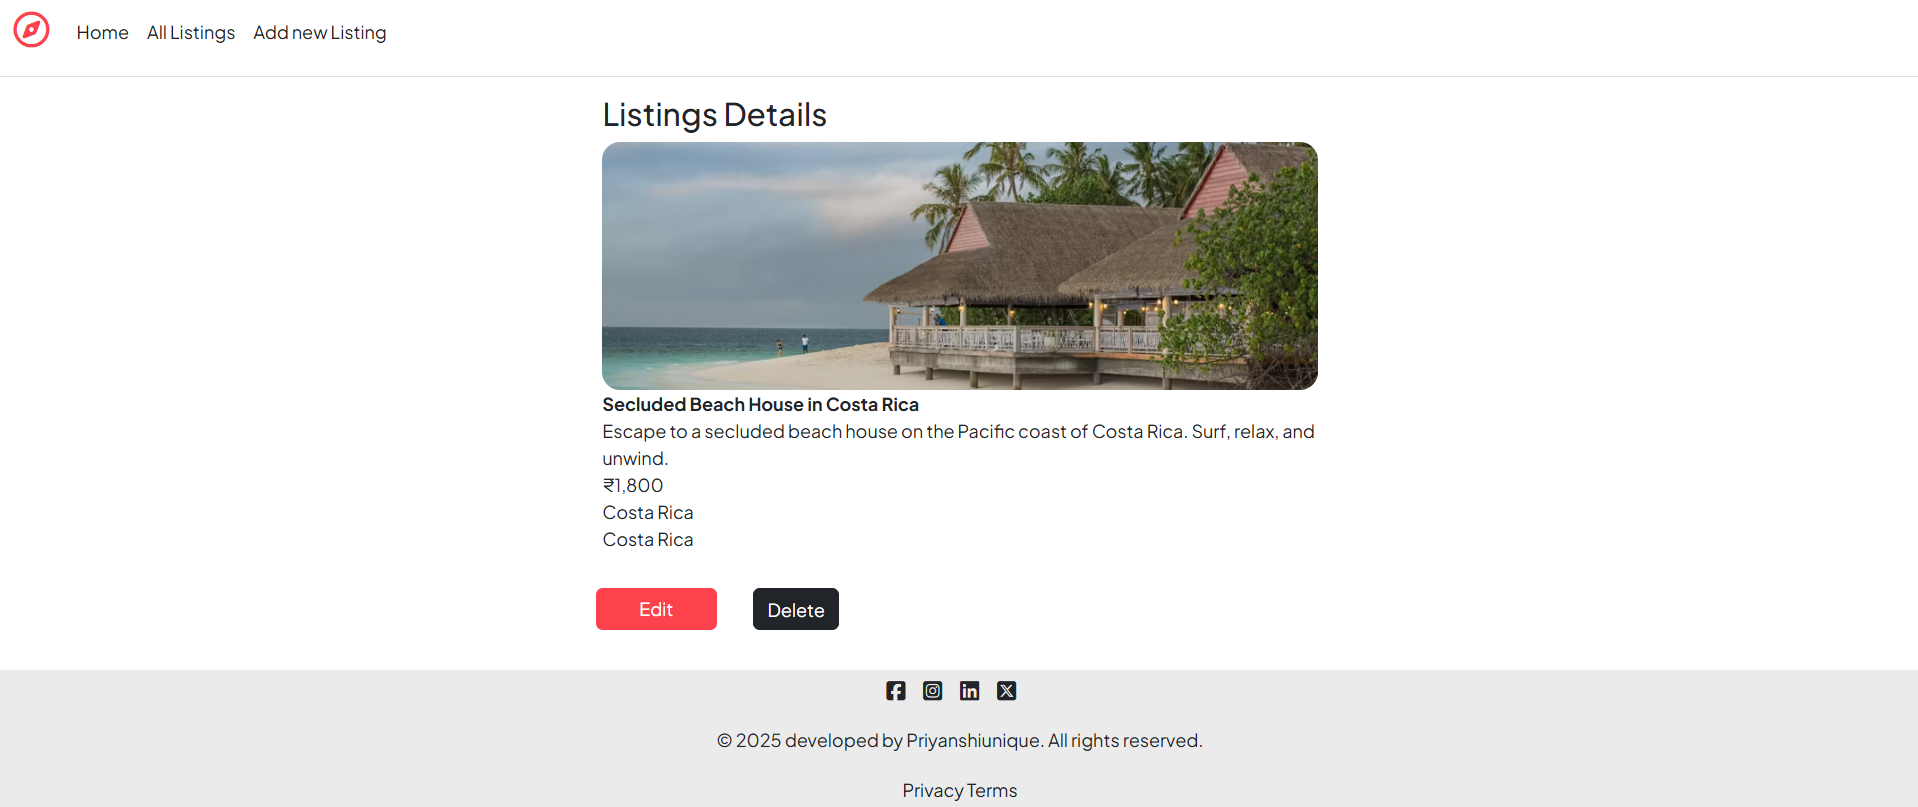 Home All Listings Add new Listing
Listings Details
Secluded Beach House in Costa Rica
Escape to a secluded beach house on the Pacific coast of Costa Rica. Surf, relax, and
unwind.
₹1,800
Costa Rica
Costa Rica
Edit Delete
© 2025 developed by Priyanshiunique. All rights reserved.
Privacy Terms